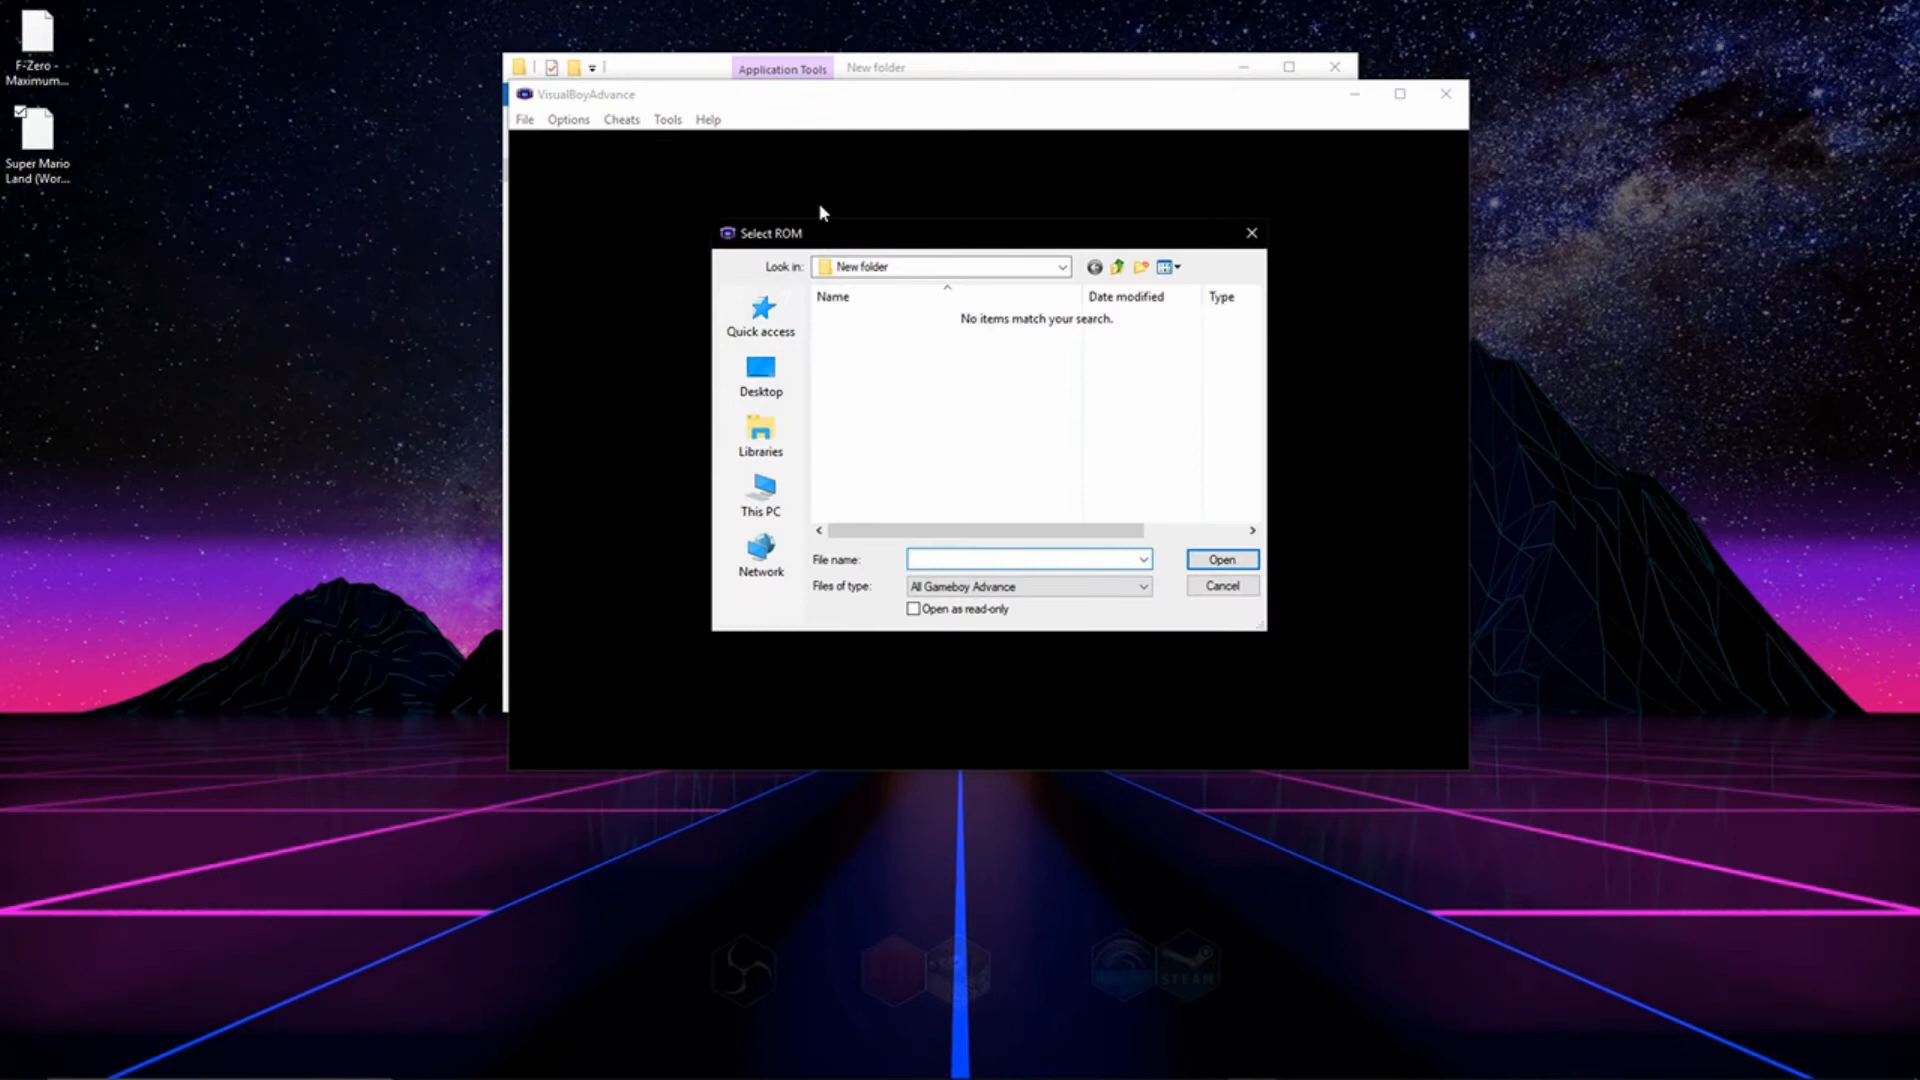 F-Zero -
Maximum...
Super Mario
Land (Wor...
Application Tools
New folder
VisualBoyAdvance
File
Options
Cheats
Tools
Help
Select ROM
Look in:
New folder
Name
Date modified
Type
No items match your search.
Quick access
Desktop
Libraries
This PC
Network
File name:
Open
Files of type:
All Gameboy Advance
Cancel
Open as read-only
STEAM